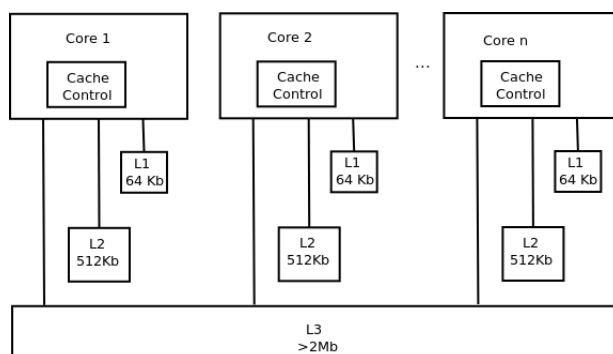 Core 1
Cache
Control
L1
64 Kb
L2
512Kb
Core 2
Cache
Control
L1
64 Kb
L2
512Kb
...
Core n
Cache
Control
L1
64 Kb
L2
512Kb
L3
>2Mb